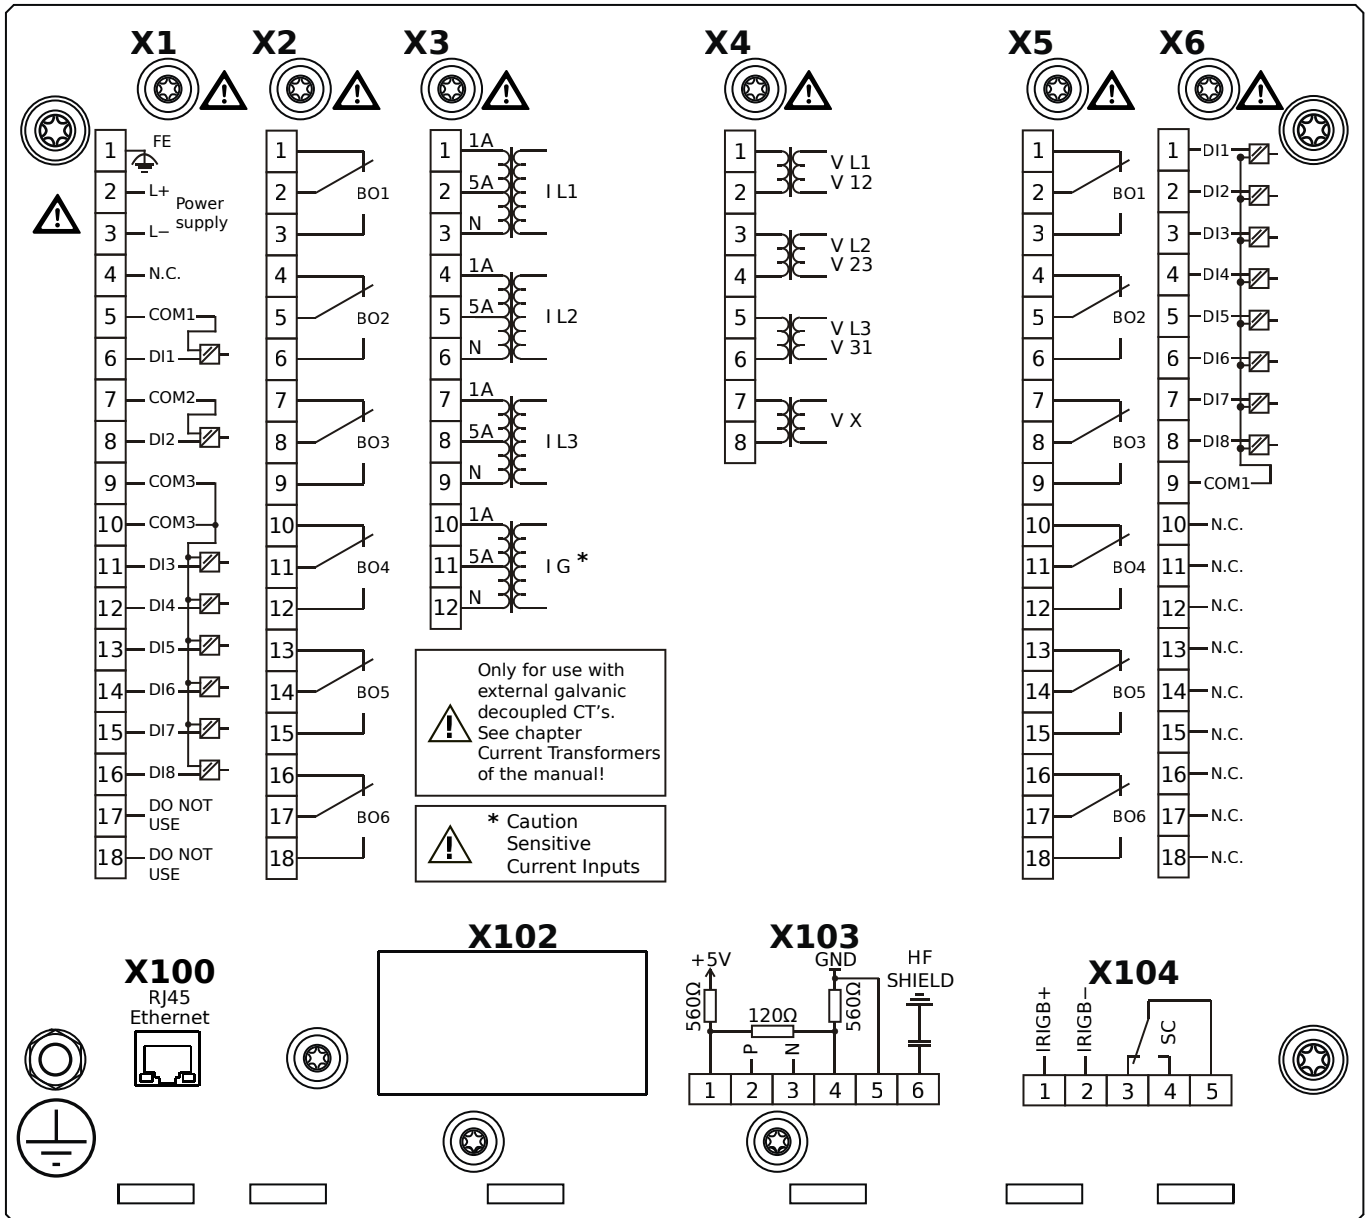 X1
X2
X3
X4
X5
X6
1 FE
2 L+
Power
supply
3 L−
4 N.C.
5 COM1
6 DI1
7 COM2
8 DI2
9 COM3
10 COM3
11 DI3
12 DI4
13 DI5
14 DI6
15 DI7
16 DI8
17 DO NOT
USE
18 DO NOT
USE
1
2 BO1
3
4
5 BO2
6
7
8 BO3
9
10
11 BO4
12
13
14 BO5
15
16
17 BO6
18
1 1A
2 5A I L1
3 N
4 1A
5 5A I L2
6 N
7 1A
8 5A I L3
9 N
10 1A
11 5A I G *
12 N
Only for use with
external galvanic
decoupled CT's.
See chapter
Current Transformers
of the manual!
* Caution
Sensitive
Current Inputs
1 V L1
2 V 12
3 V L2
4 V 23
5 V L3
6 V 31
7 V X
8
1
2 BO1
3
4
5 BO2
6
7
8 BO3
9
10
11 BO4
12
13
14 BO5
15
16
17 BO6
18
1 DI1
2 DI2
3 DI3
4 DI4
5 DI5
6 DI6
7 DI7
8 DI8
9 COM1
10 N.C.
11 N.C.
12 N.C.
13 N.C.
14 N.C.
15 N.C.
16 N.C.
17 N.C.
18 N.C.
X100
RJ45
Ethernet
X102
X103
+5V
GND
HF
SHIELD
560Ω
120Ω
560Ω
P
N
1 2 3 4 5 6
X104
IRIGB+
IRIGB−
SC
1 2 3 4 5